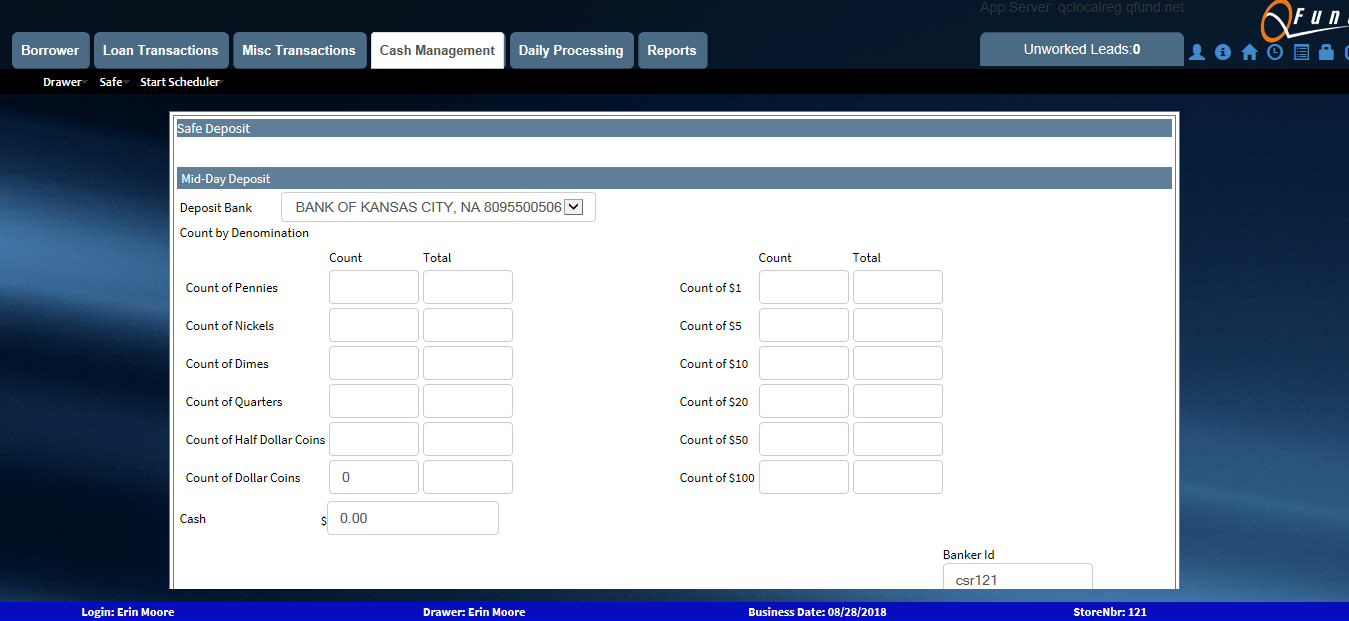 App Server: qclocalreg.qfund.net
QFun
Borrower Loan Transactions Misc Transactions Cash Management Daily Processing Reports Unworked Leads:0
Drawer Safe Start Scheduler
Safe Deposit
Mid-Day Deposit
Deposit Bank BANK OF KANSAS CITY, NA 8095500506
Count by Denomination
Count Total Count Total
Count of Pennies Count of $1
Count of Nickels Count of $5
Count of Dimes Count of $10
Count of Quarters Count of $20
Count of Half Dollar Coins Count of $50
Count of Dollar Coins 0 Count of $100
Cash $ 0.00
Banker Id
csr121
Login: Erin Moore Drawer: Erin Moore Business Date: 08/28/2018 StoreNbr: 121